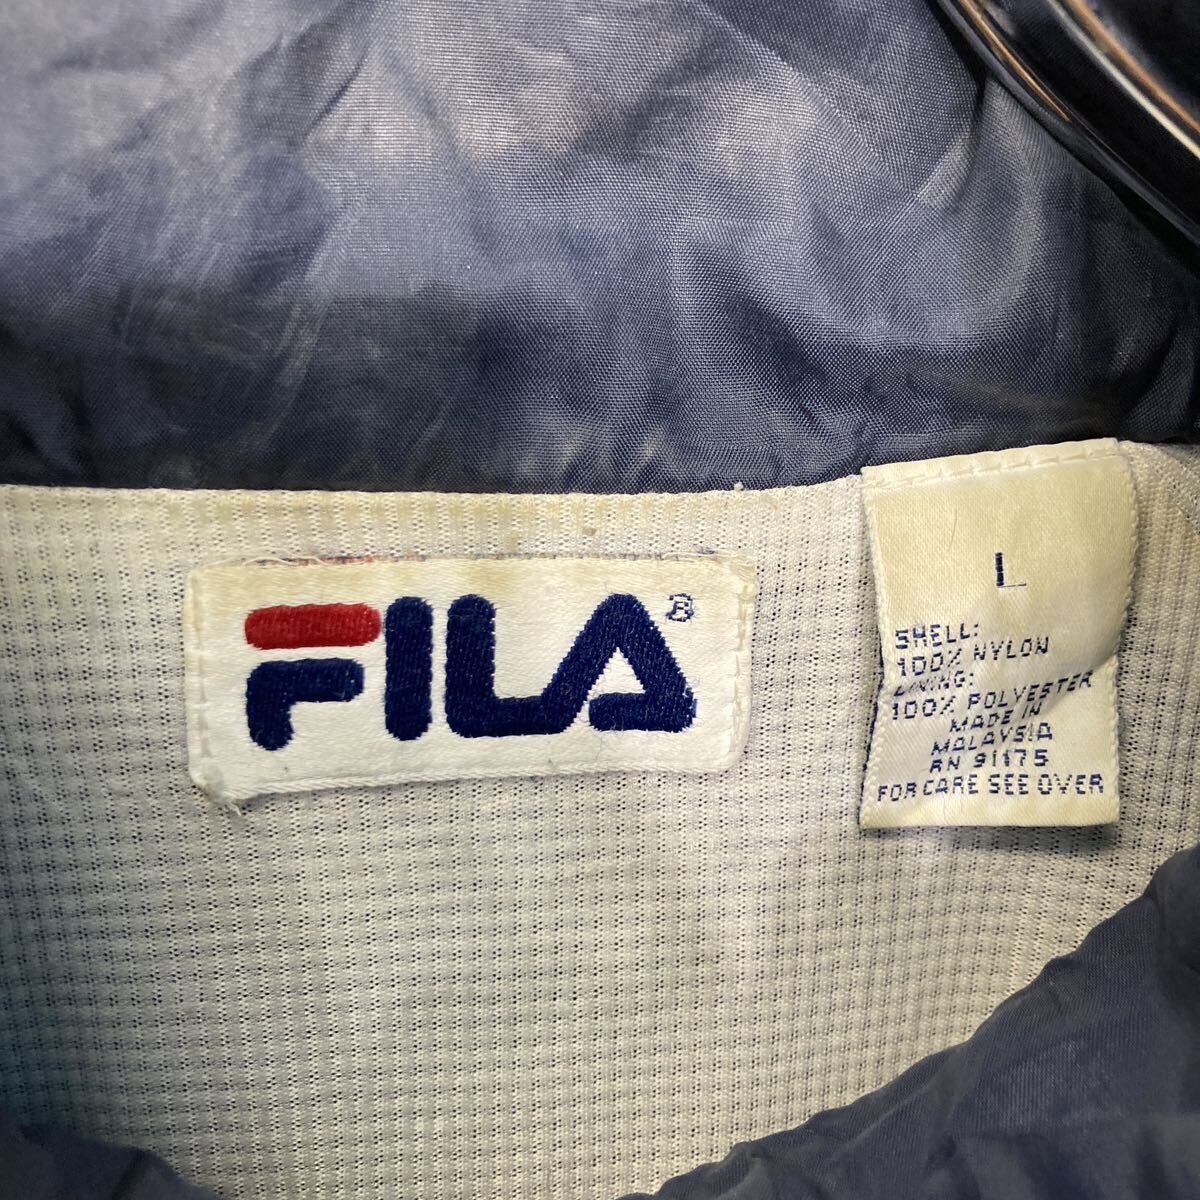 FILA®
L
SHELL:
100% NYLON
LINING:
100% POLYESTER
MADE IN
MALAYSIA
RN 91175
FOR CARE SEE OVER